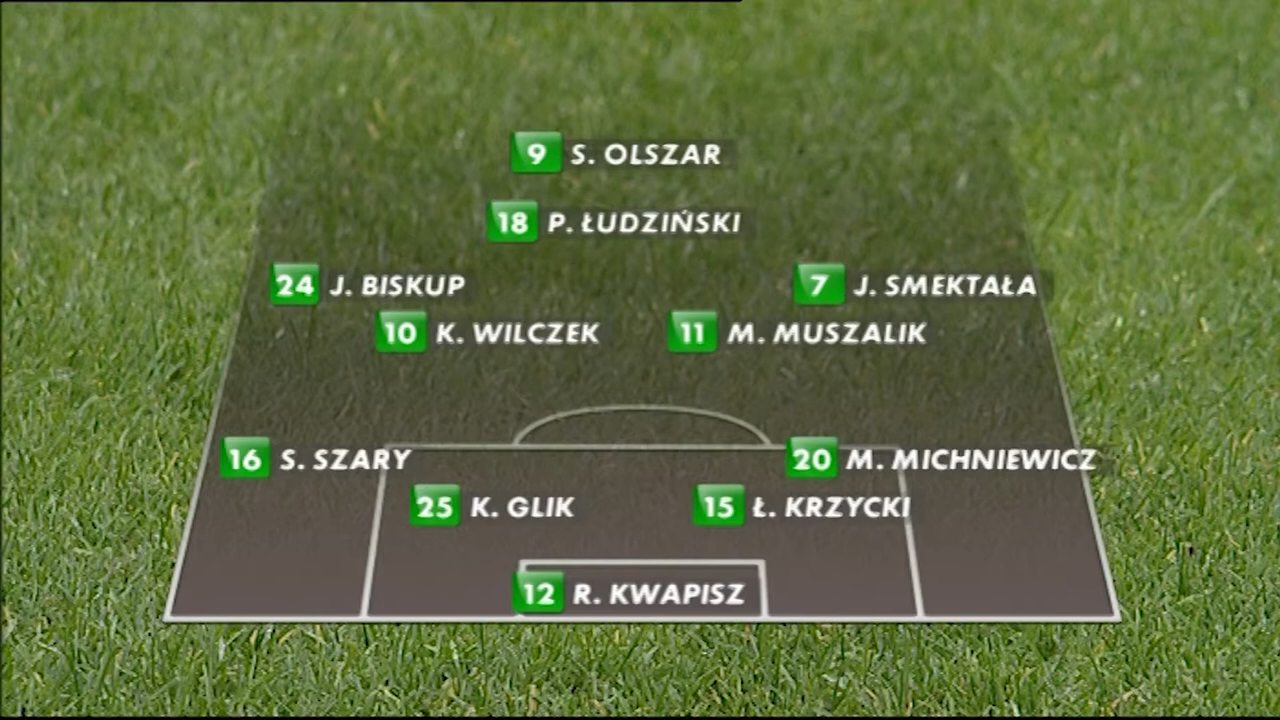 9 S. OLSZAR
18 P. ŁUDZIŃSKI
24 J. BISKUP
7 J. SMEKTAŁA
10 K. WILCZEK
11 M. MUSZALIK
16 S. SZARY
20 M. MICHNIEWICZ
25 K. GLIK
15 Ł. KRZYCKI
12 R. KWAPISZ